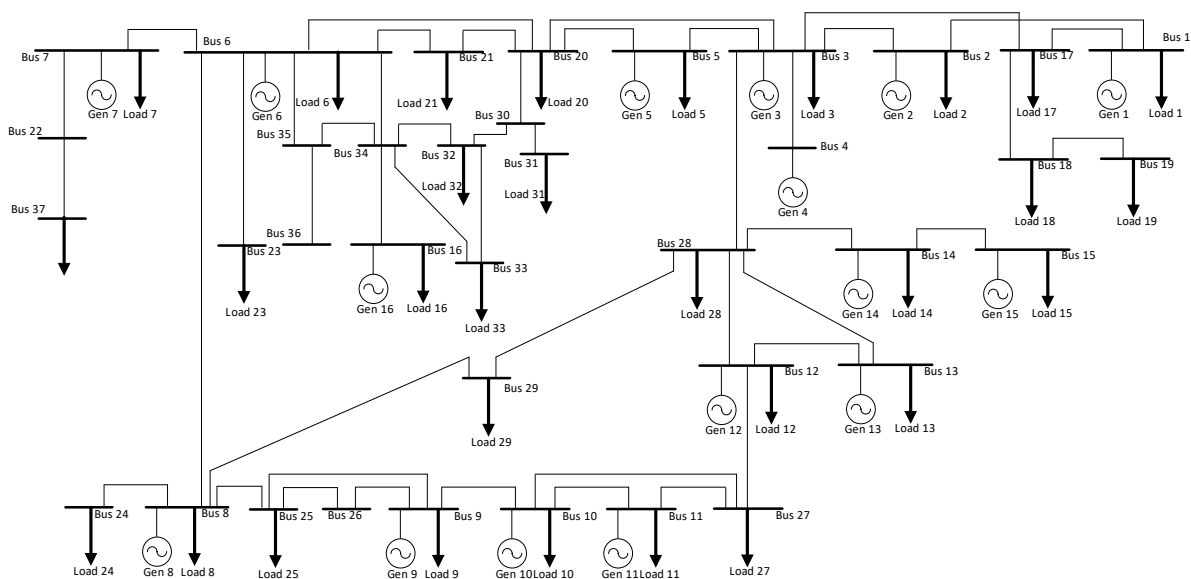 Bus 1
Bus 6
Bus 7
Bus 21
Bus 20
Bus 5
Bus 3
Bus 2
Bus 17
Gen 7
Load 7
Gen 6
Load 6
Load 21
Load 20
Gen 5
Load 5
Gen 3
Load 3
Gen 2
Load 2
Load 17
Gen 1
Load 1
Bus 22
Bus 35
Bus 34
Bus 32
Bus 30
Bus 31
Bus 4
Bus 18
Bus 19
Load 32
Load 31
Gen 4
Load 18
Load 19
Bus 37
Bus 36
Bus 23
Bus 16
Bus 33
Bus 28
Bus 14
Bus 15
Load 23
Gen 16
Load 16
Load 33
Load 28
Gen 14
Load 14
Gen 15
Load 15
Bus 29
Bus 12
Bus 13
Load 29
Gen 12
Load 12
Gen 13
Load 13
Bus 24
Bus 8
Bus 25
Bus 26
Bus 9
Bus 10
Bus 11
Bus 27
Load 24
Gen 8
Load 8
Load 25
Gen 9
Load 9
Gen 10
Load 10
Gen 11
Load 11
Load 27